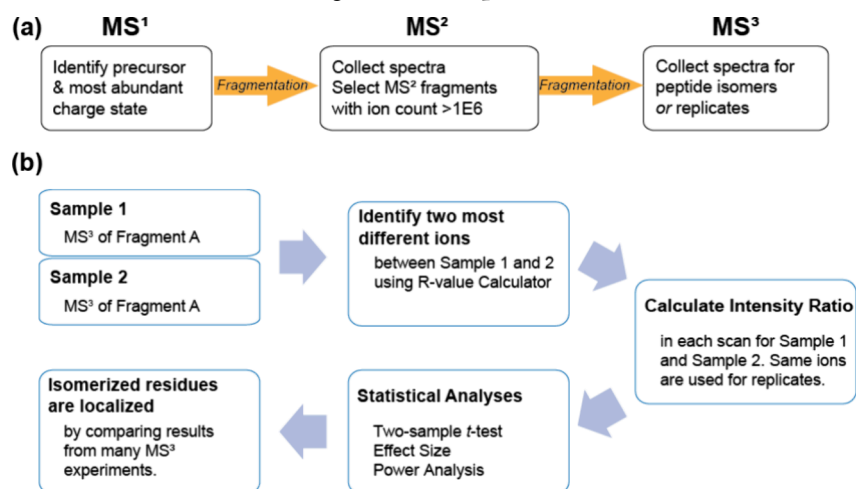 (a)
MS¹
MS²
MS³
Identify precursor
& most abundant
charge state
Fragmentation
Collect spectra
Select MS² fragments
with ion count >1E6
Fragmentation
Collect spectra for
peptide isomers
or replicates
(b)
Sample 1
MS³ of Fragment A
Sample 2
MS³ of Fragment A
Identify two most
different ions
between Sample 1 and 2
using R-value Calculator
Calculate Intensity Ratio
in each scan for Sample 1
and Sample 2. Same ions
are used for replicates.
Statistical Analyses
Two-sample t-test
Effect Size
Power Analysis
Isomerized residues
are localized
by comparing results
from many MS³
experiments.